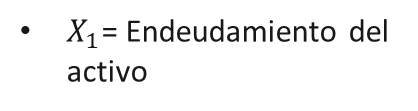 • X₁= Endeudamiento del
activo